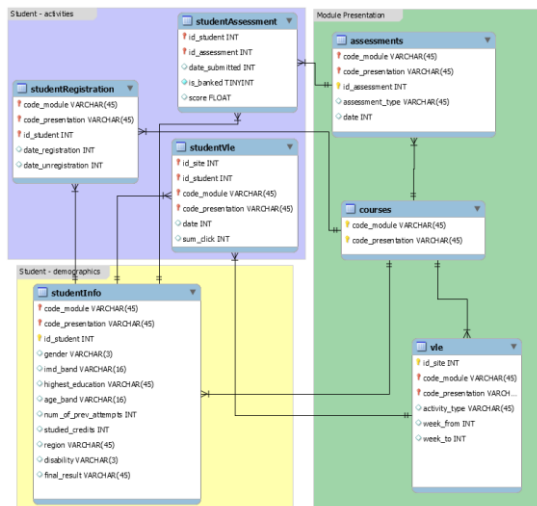 Student - activities
studentAssessment
id_student INT
id_assessment INT
date_submitted INT
is_banked TINYINT
score FLOAT
studentRegistration
code_module VARCHAR(45)
code_presentation VARCHAR(45)
id_student INT
date_registration INT
date_unregistration INT
studentVle
id_site INT
id_student INT
code_module VARCHAR(45)
code_presentation VARCHAR(45)
date INT
sum_click INT
Student - demographics
studentInfo
code_module VARCHAR(45)
code_presentation VARCHAR(45)
id_student INT
gender VARCHAR(3)
imd_band VARCHAR(16)
highest_education VARCHAR(45)
age_band VARCHAR(16)
num_of_prev_attempts INT
studied_credits INT
region VARCHAR(45)
disability VARCHAR(3)
final_result VARCHAR(45)
Module Presentation
assessments
code_module VARCHAR(45)
code_presentation VARCHAR(45)
id_assessment INT
assessment_type VARCHAR(45)
date INT
courses
code_module VARCHAR(45)
code_presentation VARCHAR(45)
vle
id_site INT
code_module VARCHAR(45)
code_presentation VARCH...
activity_type VARCHAR(45)
week_from INT
week_to INT